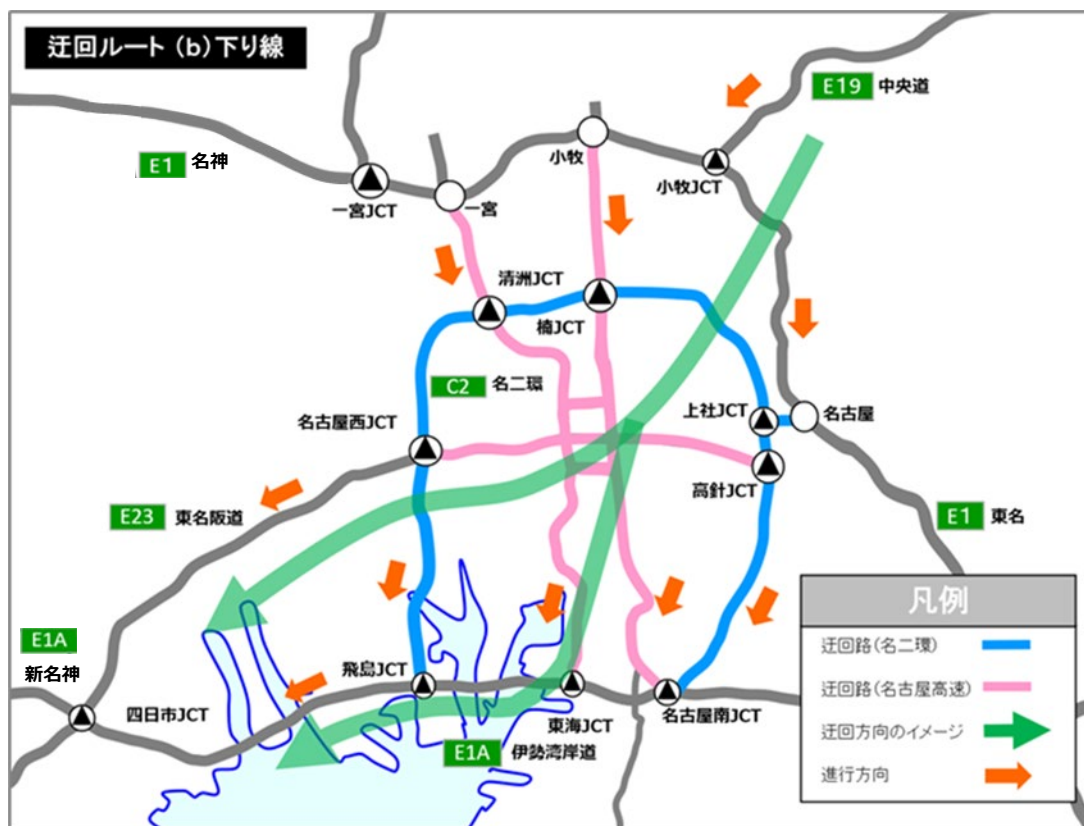 迂回ルート (b)下り線
E19 中央道
E1 名神
小牧
小牧JCT
一宮JCT
一宮
清洲JCT
楠JCT
C2 名二環
名古屋西JCT
上社JCT
名古屋
高針JCT
E23 東名阪道
E1 東名
凡例
迂回路(名二環)
迂回路(名古屋高速)
迂回方向のイメージ
進行方向
E1A
新名神
四日市JCT
飛島JCT
東海JCT
名古屋南JCT
E1A 伊勢湾岸道